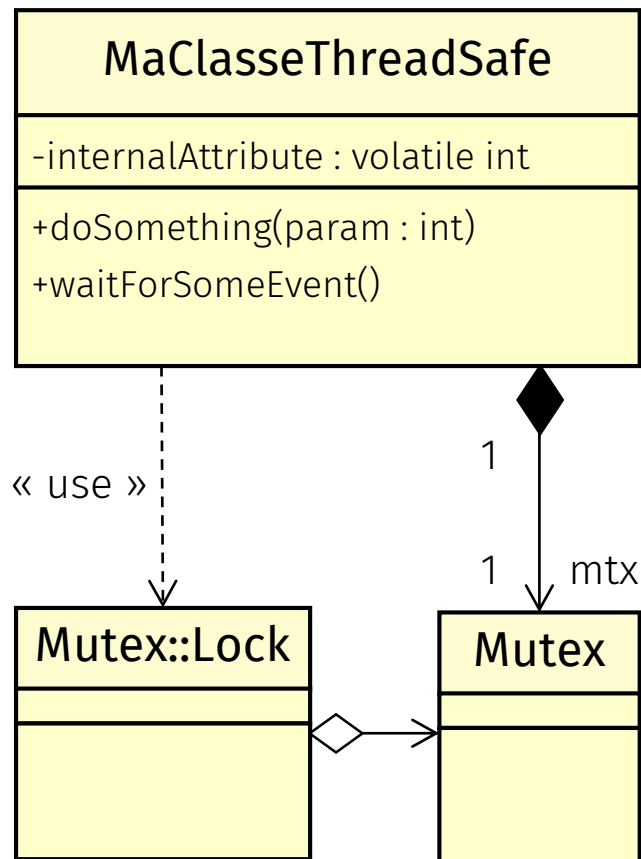 MaClasseThreadSafe
-internalAttribute : volatile int
+doSomething(param : int)
+waitForSomeEvent()
1
« use »
1 mtx
Mutex::Lock
Mutex